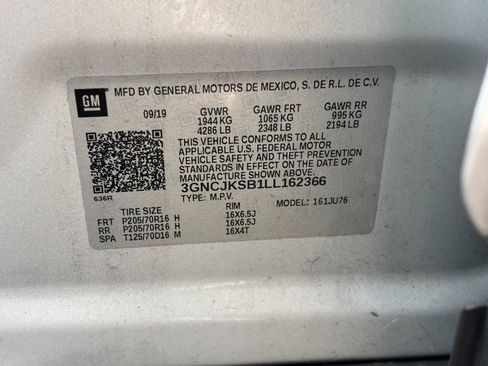 GM
MFD BY GENERAL MOTORS DE MEXICO, S. DE R.L. DE C.V.
09/19 GVWR GAWR FRT GAWR RR
1944 KG 1065 KG 995 KG
4286 LB 2348 LB 2194 LB
THIS VEHICLE CONFORMS TO ALL
APPLICABLE U.S. FEDERAL MOTOR
VEHICLE SAFETY AND THEFT PREVENTION
STANDARDS IN EFFECT ON THE DATE OF
MANUFACTURE SHOWN ABOVE.
3GNCJKSB1LL162366
TYPE: M.P.V. MODEL: 161JU76
636R
TIRE SIZE RIM
FRT P205/70R16 H 16X6.5J
RR P205/70R16 H 16X6.5J
SPA T125/70D16 M 16X4T